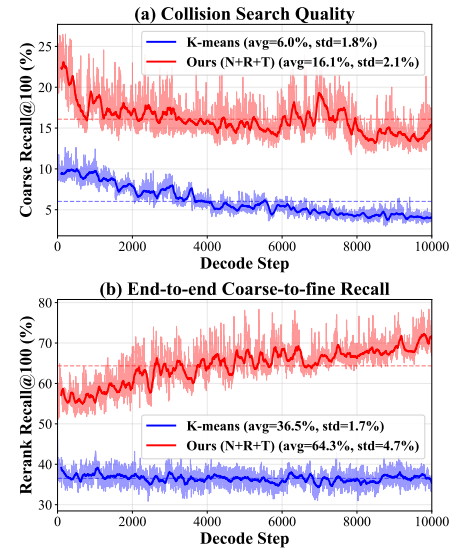 (a) Collision Search Quality
Coarse Recall@100 (%)
25
20
15
10
5
K-means (avg=6.0%, std=1.8%)
Ours (N+R+T) (avg=16.1%, std=2.1%)
0
2000
4000
6000
8000
10000
Decode Step
(b) End-to-end Coarse-to-fine Recall
Rerank Recall@100 (%)
80
70
60
50
40
30
K-means (avg=36.5%, std=1.7%)
Ours (N+R+T) (avg=64.3%, std=4.7%)
0
2000
4000
6000
8000
10000
Decode Step